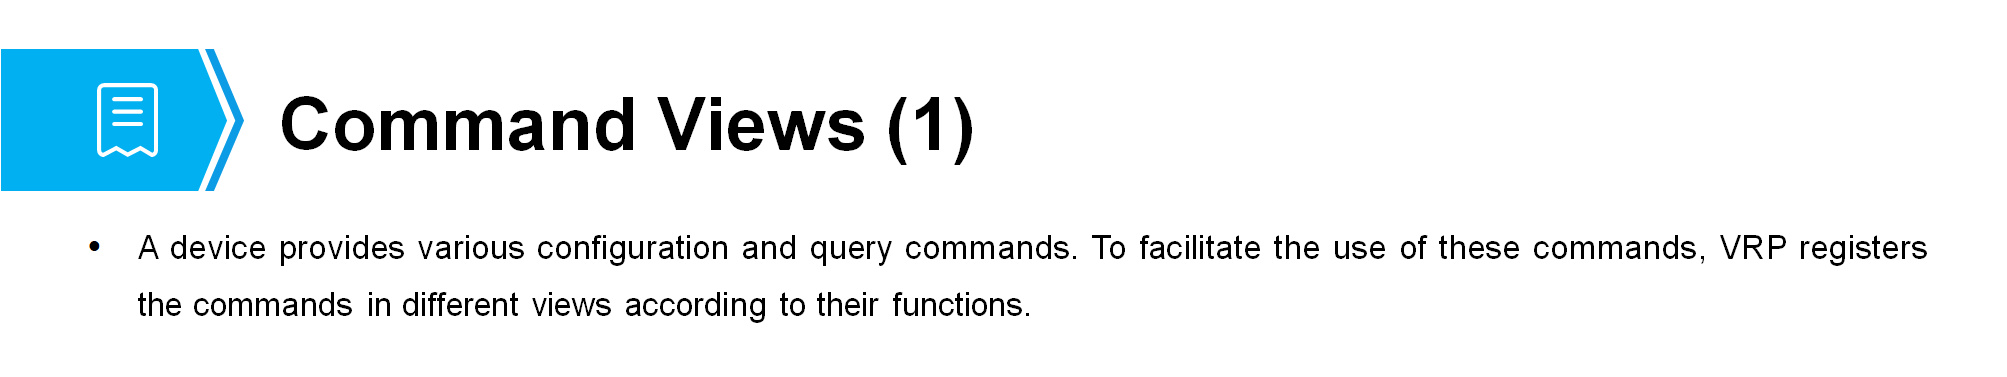 Command Views (1)
• A device provides various configuration and query commands. To facilitate the use of these commands, VRP registers
the commands in different views according to their functions.